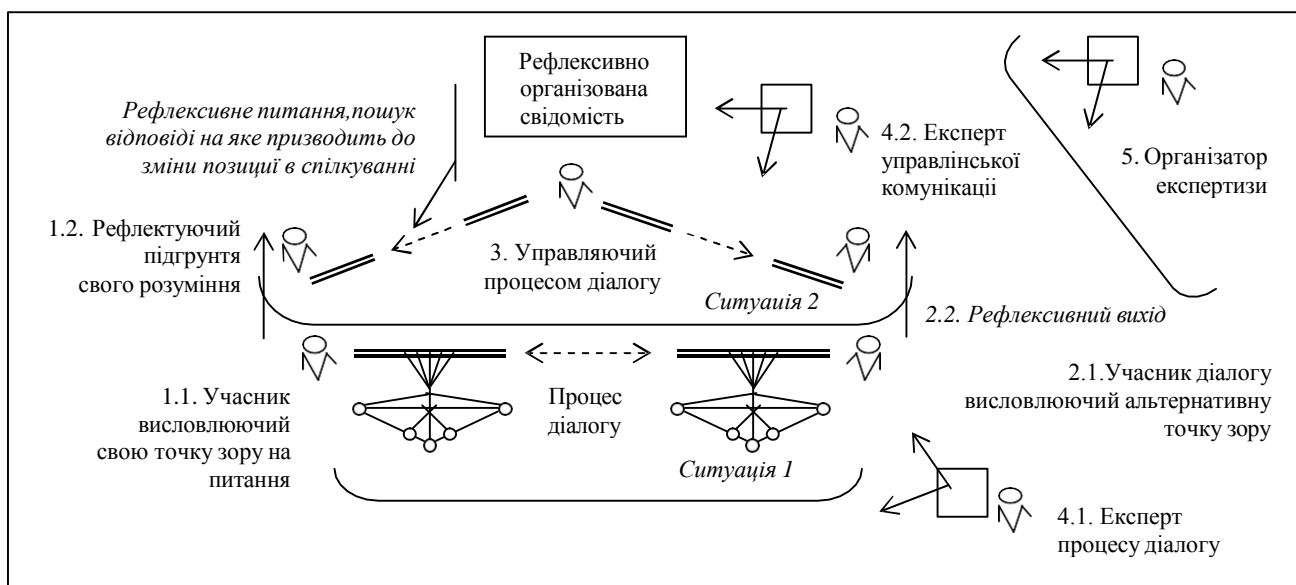 Рефлексивно
організована
свідомість
Рефлексивне питання,пошук
відповіді на яке призводить до
зміни позиції в спілкуванні
4.2. Експерт
управлінської
комунікаціі
5. Організатор
експертизи
1.2. Рефлектуючий
підгрунтя
свого розуміння
3. Управляючий
процесом діалогу
Ситуація 2
2.2. Рефлексивний вихід
1.1. Учасник
висловлюючий
свою точку зору на
питання
Процес
діалогу
2.1.Учасник діалогу
висловлюючий альтернативну
точку зору
Ситуація 1
4.1. Експерт
процесу діалогу